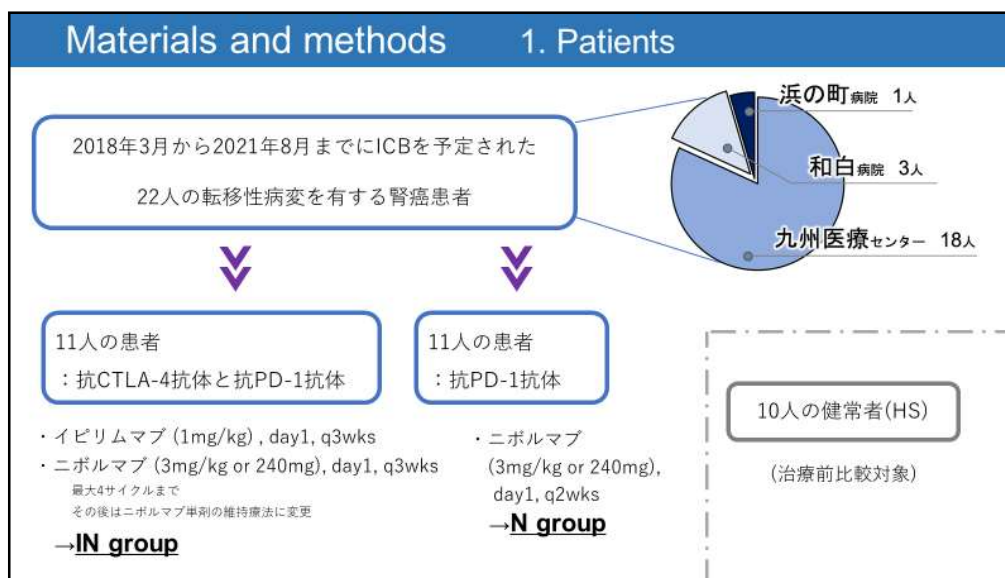 Materials and methods 1. Patients
2018年3月から2021年8月までにICBを予定された
22人の転移性病変を有する腎癌患者
浜の町病院 1人
和白病院 3人
九州医療センター 18人
11人の患者
：抗CTLA-4抗体と抗PD-1抗体
・イピリムマブ (1mg/kg) , day1, q3wks
・ニボルマブ (3mg/kg or 240mg), day1, q3wks
最大4サイクルまで
その後はニボルマブ単剤の維持療法に変更
→IN group
11人の患者
：抗PD-1抗体
・ニボルマブ
(3mg/kg or 240mg),
day1, q2wks
→N group
10人の健常者(HS)
(治療前比較対象)